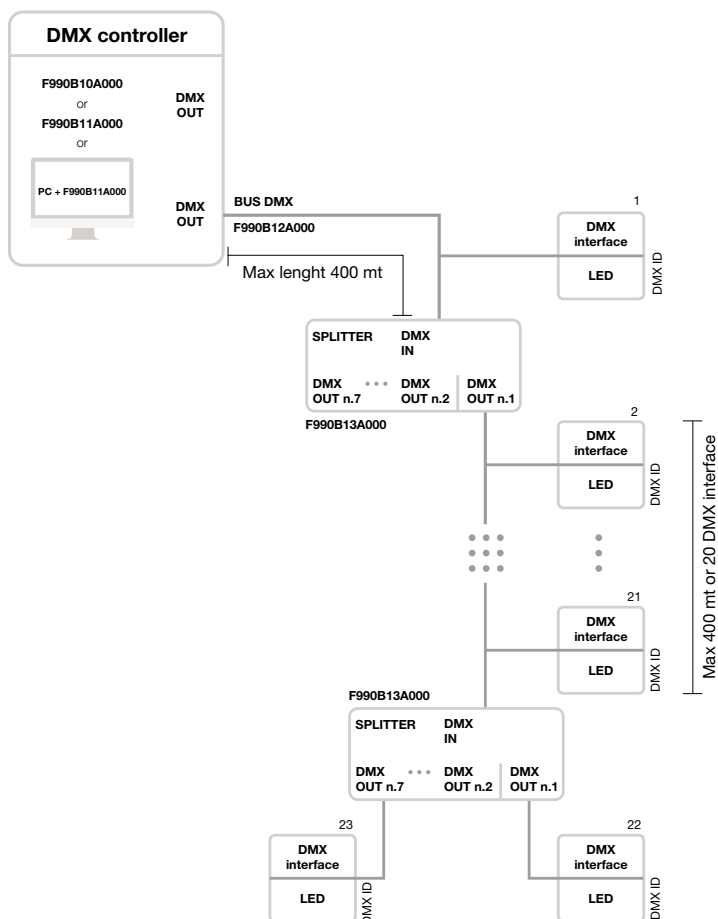 DMX controller
F990B10A000
or
F990B11A000
or
PC + F990B11A000
DMX
OUT
DMX
OUT
BUS DMX
F990B12A000
Max lenght 400 mt
1
DMX
interface
LED
DMX ID
SPLITTER
DMX
IN
DMX
OUT n.7
DMX
OUT n.2
DMX
OUT n.1
F990B13A000
2
DMX
interface
LED
DMX ID
21
DMX
interface
LED
DMX ID
Max 400 mt or 20 DMX interface
F990B13A000
SPLITTER
DMX
IN
DMX
OUT n.7
DMX
OUT n.2
DMX
OUT n.1
23
DMX
interface
LED
DMX ID
22
DMX
interface
LED
DMX ID